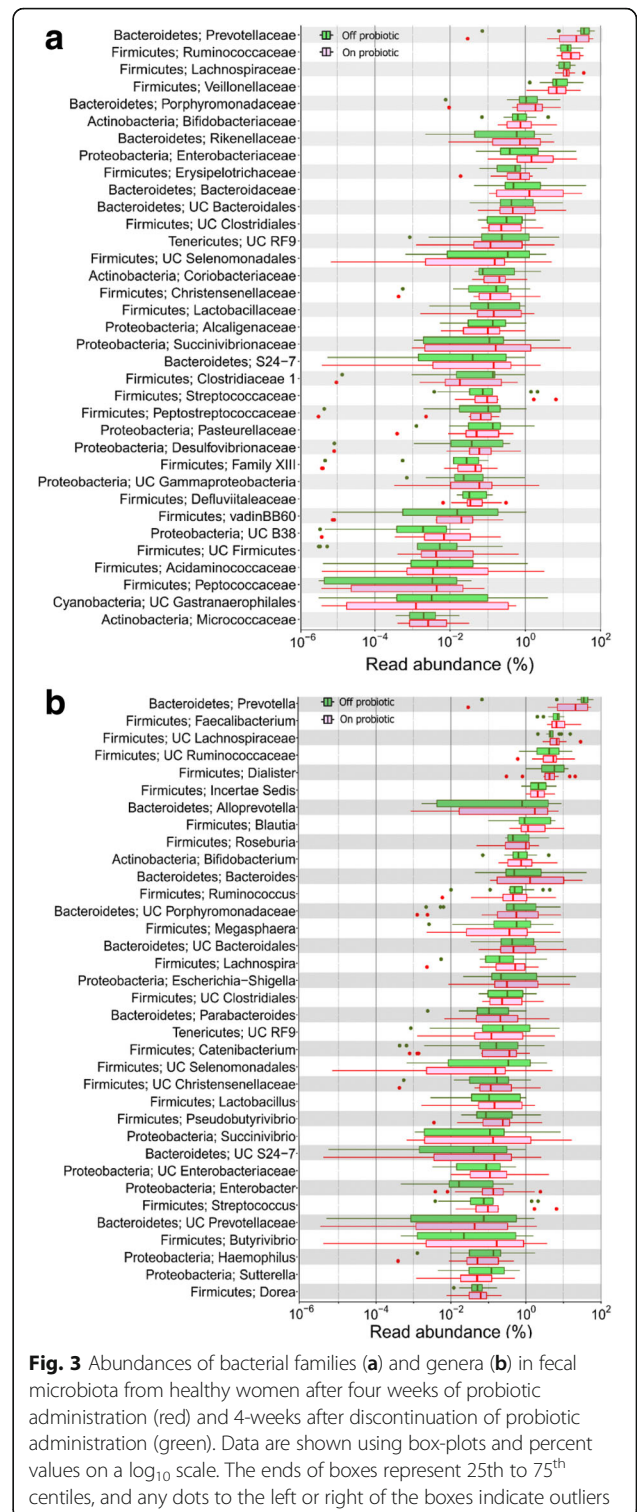 a
Off probiotic
On probiotic
Bacteroidetes; Prevotellaceae
Firmicutes; Ruminococcaceae
Firmicutes; Lachnospiraceae
Firmicutes; Veillonellaceae
Bacteroidetes; Porphyromonadaceae
Actinobacteria; Bifidobacteriaceae
Bacteroidetes; Rikenellaceae
Proteobacteria; Enterobacteriaceae
Firmicutes; Erysipelotrichaceae
Bacteroidetes; Bacteroidaceae
Bacteroidetes; UC Bacteroidales
Firmicutes; UC Clostridiales
Tenericutes; UC RF9
Firmicutes; UC Selenomonadales
Actinobacteria; Coriobacteriaceae
Firmicutes; Christensenellaceae
Firmicutes; Lactobacillaceae
Proteobacteria; Alcaligenaceae
Proteobacteria; Succinivibrionaceae
Bacteroidetes; S24−7
Firmicutes; Clostridiaceae 1
Firmicutes; Streptococcaceae
Firmicutes; Peptostreptococcaceae
Proteobacteria; Pasteurellaceae
Proteobacteria; Desulfovibrionaceae
Firmicutes; Family XIII
Proteobacteria; UC Gammaproteobacteria
Firmicutes; Defluviitaleaceae
Firmicutes; vadinBB60
Proteobacteria; UC B38
Firmicutes; UC Firmicutes
Firmicutes; Acidaminococcaceae
Firmicutes; Peptococcaceae
Cyanobacteria; UC Gastranaerophilales
Actinobacteria; Micrococcaceae
10⁻⁶ 10⁻⁴ 10⁻² 10⁰ 10²
Read abundance (%)
b
Off probiotic
On probiotic
Bacteroidetes; Prevotella
Firmicutes; Faecalibacterium
Firmicutes; UC Lachnospiraceae
Firmicutes; UC Ruminococcaceae
Firmicutes; Dialister
Firmicutes; Incertae Sedis
Bacteroidetes; Alloprevotella
Firmicutes; Blautia
Firmicutes; Roseburia
Actinobacteria; Bifidobacterium
Bacteroidetes; Bacteroides
Firmicutes; Ruminococcus
Bacteroidetes; UC Porphyromonadaceae
Firmicutes; Megasphaera
Bacteroidetes; UC Bacteroidales
Firmicutes; Lachnospira
Proteobacteria; Escherichia−Shigella
Firmicutes; UC Clostridiales
Bacteroidetes; Parabacteroides
Tenericutes; UC RF9
Firmicutes; Catenibacterium
Firmicutes; UC Selenomonadales
Firmicutes; UC Christensenellaceae
Firmicutes; Lactobacillus
Firmicutes; Pseudobutyrivibrio
Proteobacteria; Succinivibrio
Bacteroidetes; UC S24−7
Proteobacteria; UC Enterobacteriaceae
Proteobacteria; Enterobacter
Firmicutes; Streptococcus
Bacteroidetes; UC Prevotellaceae
Firmicutes; Butyrivibrio
Proteobacteria; Haemophilus
Proteobacteria; Sutterella
Firmicutes; Dorea
10⁻⁶ 10⁻⁴ 10⁻² 10⁰ 10²
Read abundance (%)
Fig. 3 Abundances of bacterial families (a) and genera (b) in fecal
microbiota from healthy women after four weeks of probiotic
administration (red) and 4-weeks after discontinuation of probiotic
administration (green). Data are shown using box-plots and percent
values on a log₁₀ scale. The ends of boxes represent 25th to 75ᵗʰ
centiles, and any dots to the left or right of the boxes indicate outliers